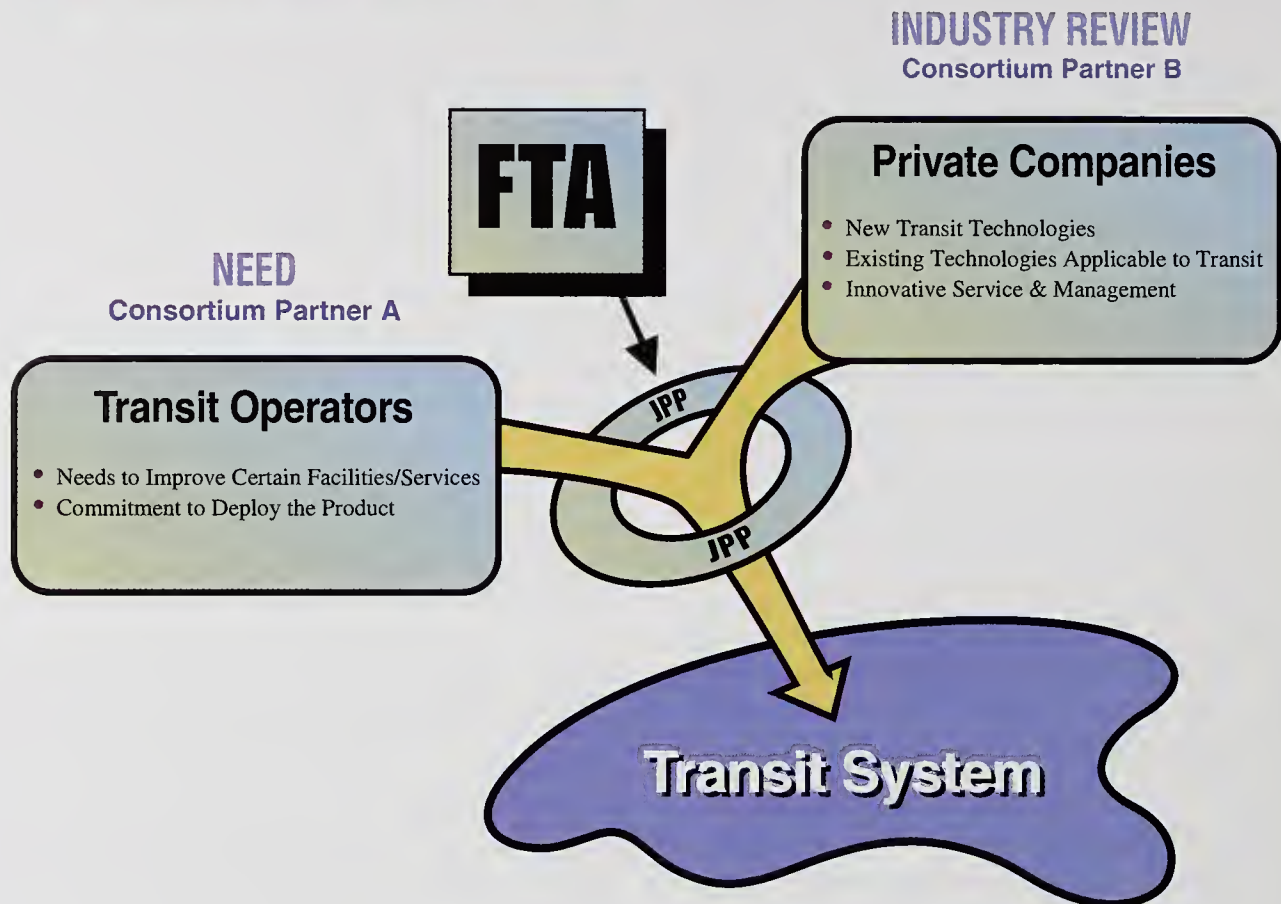 INDUSTRY REVIEW
Consortium Partner B
FTA
Private Companies
• New Transit Technologies
• Existing Technologies Applicable to Transit
• Innovative Service & Management
NEED
Consortium Partner A
Transit Operators
• Needs to Improve Certain Facilities/Services
• Commitment to Deploy the Product
JPP
JPP
Transit System